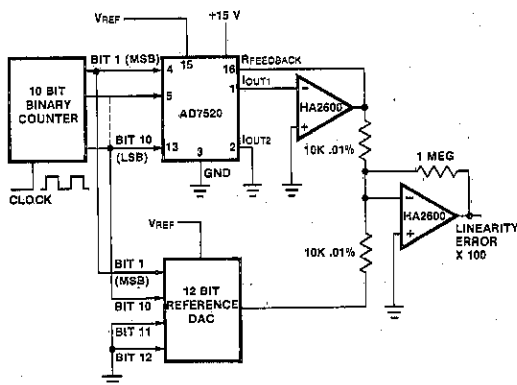 VREF
+15 V
BIT 1 (MSB)
4
15
16
RFEEDBACK
10 BIT
BINARY
COUNTER
5
AD7520
1
IOUT1
HA2600
−
+
BIT 10
(LSB)
13
3
2
IOUT2
GND
10K .01%
1 MEG
CLOCK
VREF
−
+
HA2600
LINEARITY
ERROR
X 100
10K .01%
BIT 1
(MSB)
BIT 10
BIT 11
BIT 12
12 BIT
REFERENCE
DAC